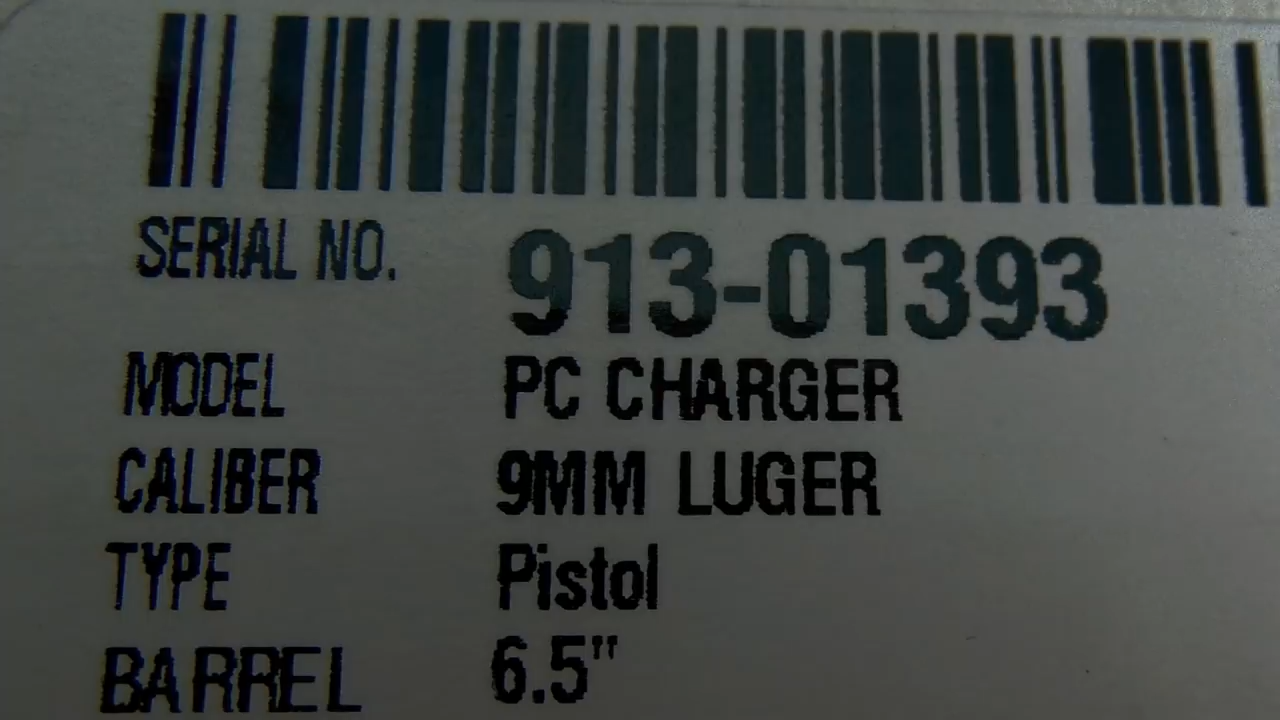 SERIAL NO. 913-01393
MODEL PC CHARGER
CALIBER 9MM LUGER
TYPE Pistol
BARREL 6.5"